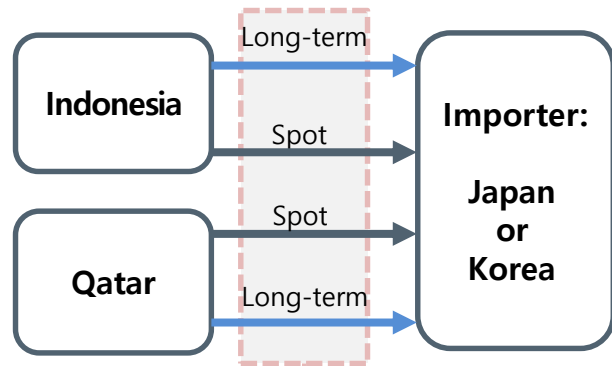 Long-term
Indonesia
Spot
Spot
Qatar
Long-term
Importer:
Japan
or
Korea